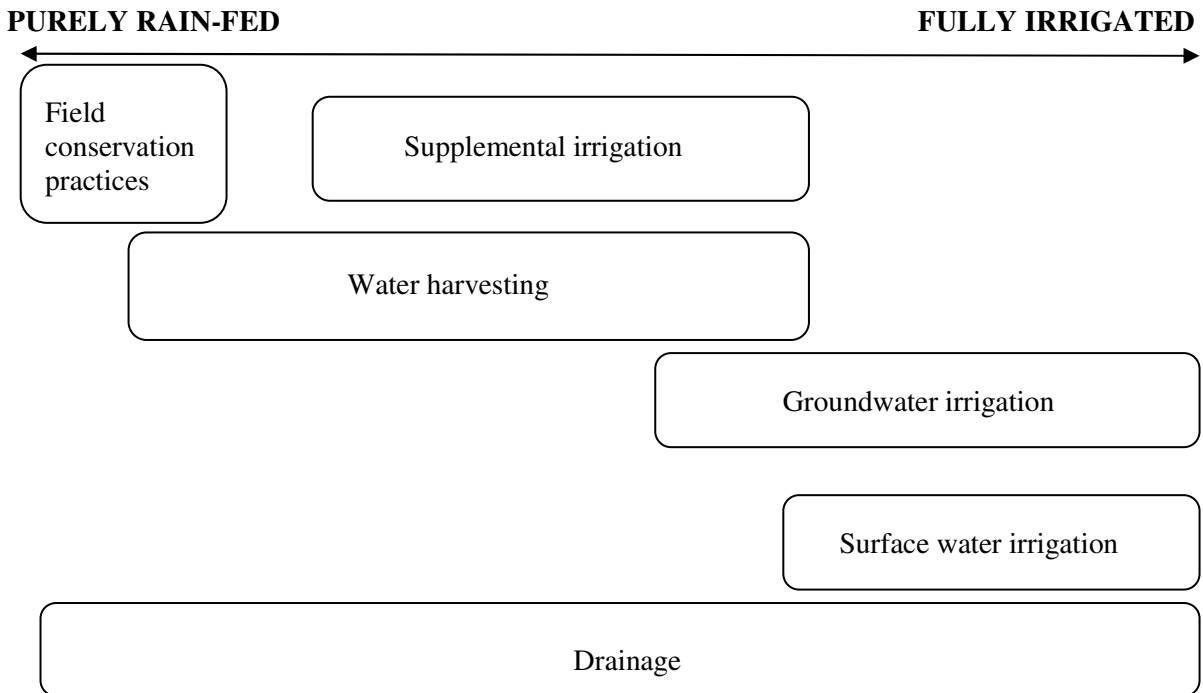 PURELY RAIN-FED FULLY IRRIGATED
Field
conservation
practices
Supplemental irrigation
Water harvesting
Groundwater irrigation
Surface water irrigation
Drainage